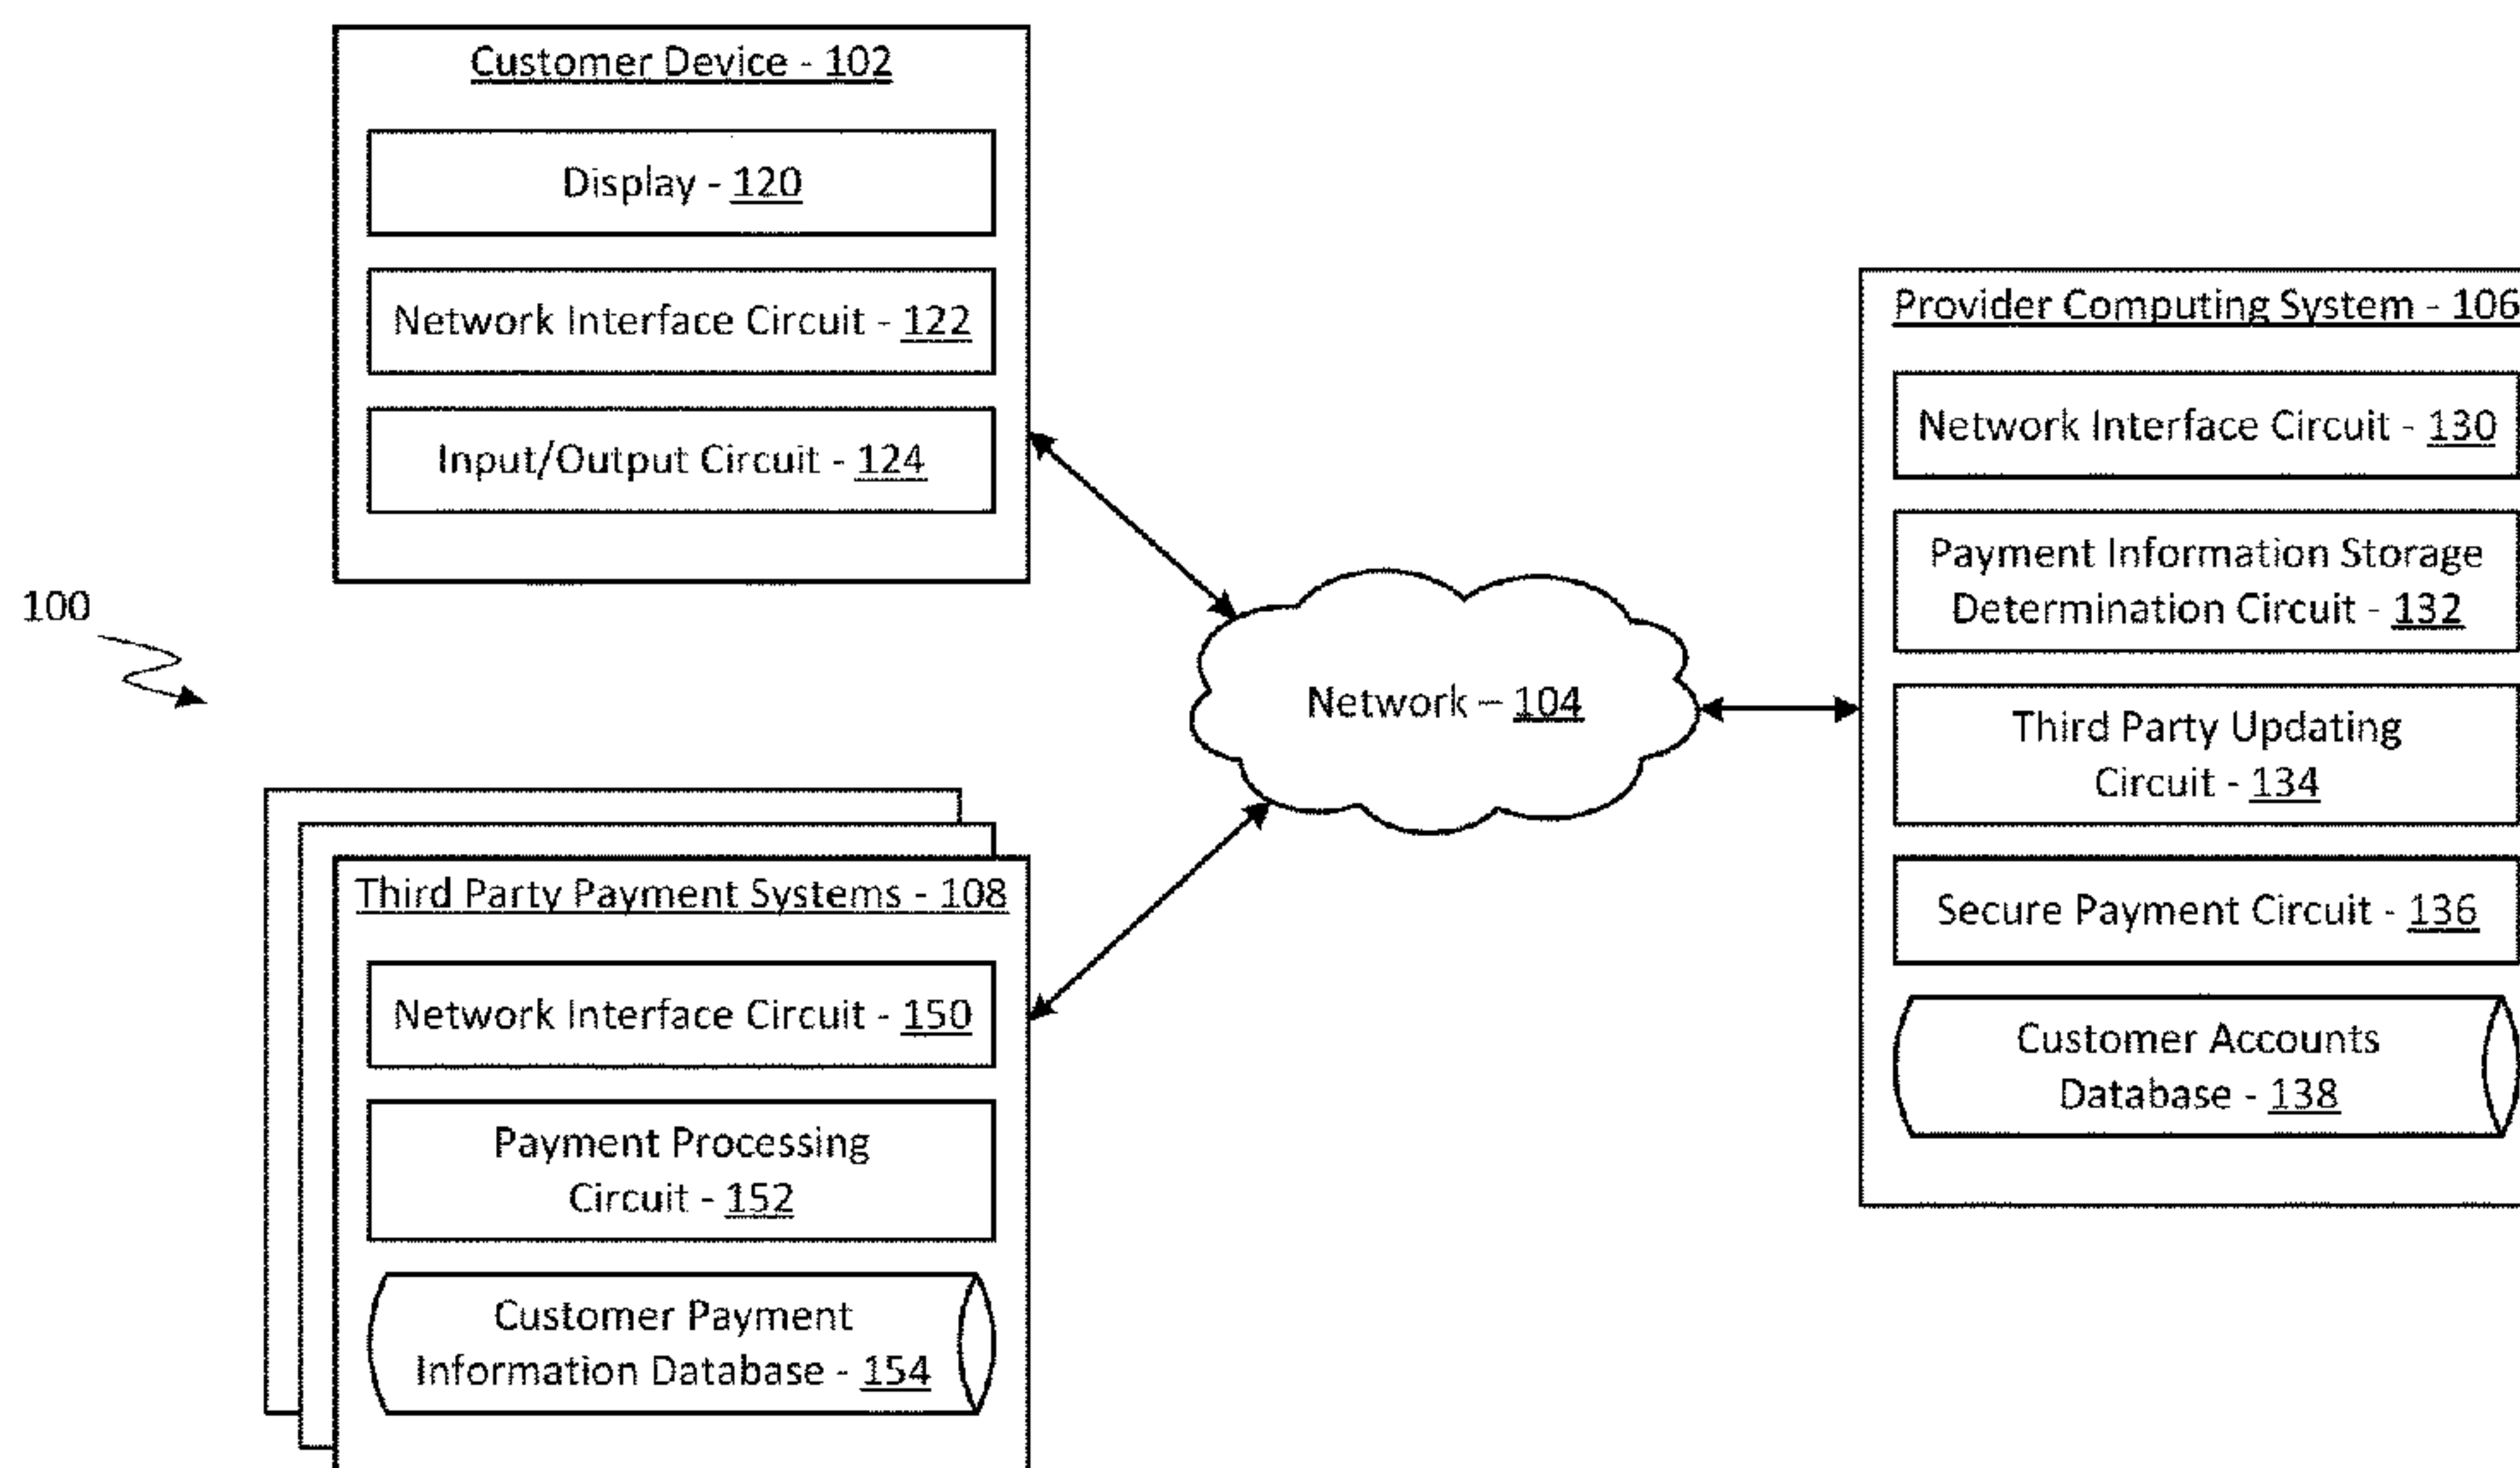 Customer Device - 102
Display - 120
Network Interface Circuit - 122
Input/Output Circuit - 124
100
Network – 104
Provider Computing System - 106
Network Interface Circuit - 130
Payment Information Storage
Determination Circuit - 132
Third Party Updating
Circuit - 134
Secure Payment Circuit - 136
Customer Accounts
Database - 138
Third Party Payment Systems - 108
Network Interface Circuit - 150
Payment Processing
Circuit - 152
Customer Payment
Information Database - 154